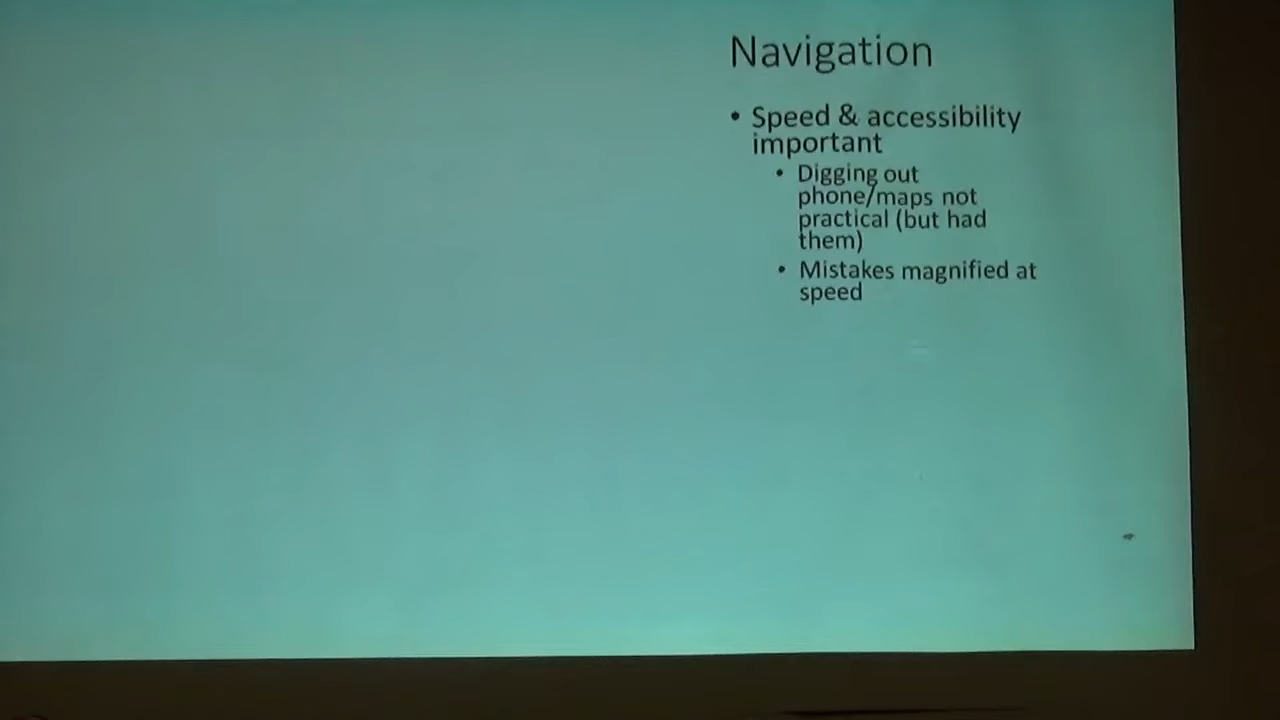 Navigation
• Speed & accessibility
important
• Digging out
phone/maps not
practical (but had
them)
• Mistakes magnified at
speed